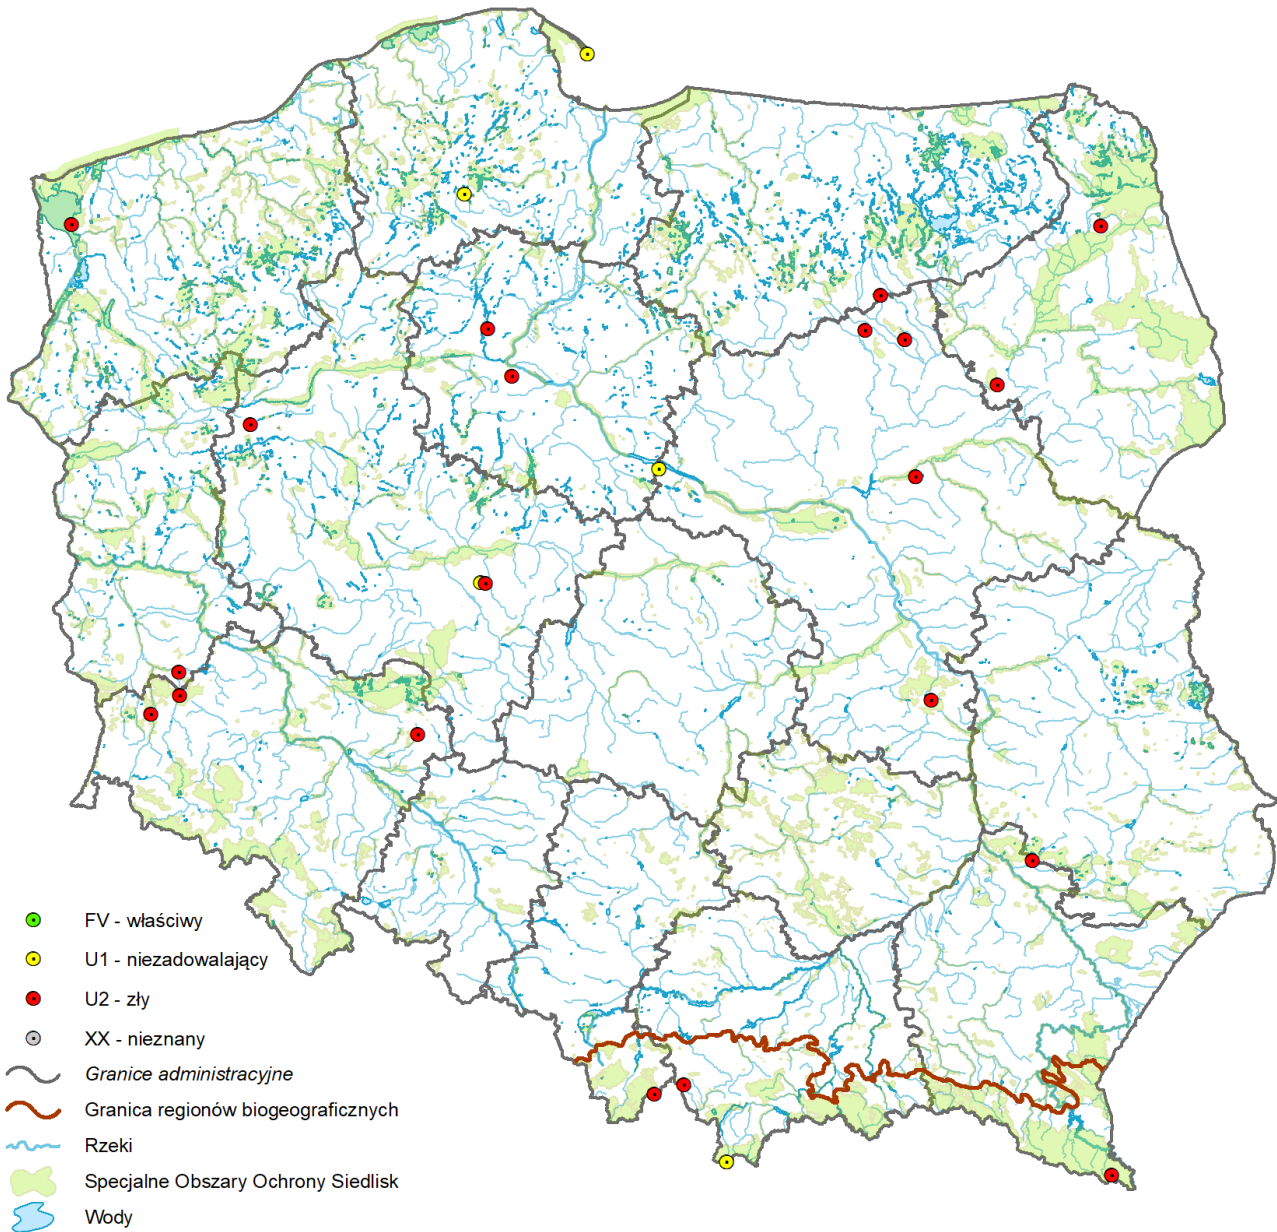 FV - właściwy
U1 - niezadowalający
U2 - zły
XX - nieznany
Granice administracyjne
Granica regionów biogeograficznych
Rzeki
Specjalne Obszary Ochrony Siedlisk
Wody